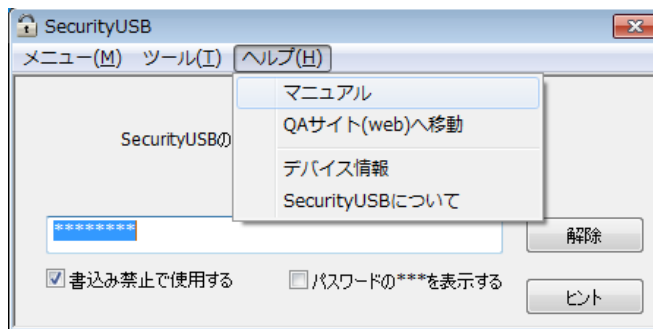 SecurityUSB
メニュー(M) ツール(T) ヘルプ(H)
マニュアル
QAサイト(web)へ移動
デバイス情報
SecurityUSBについて
SecurityUSBの
********
解除
書込み禁止で使用する
パスワードの***を表示する
ヒント